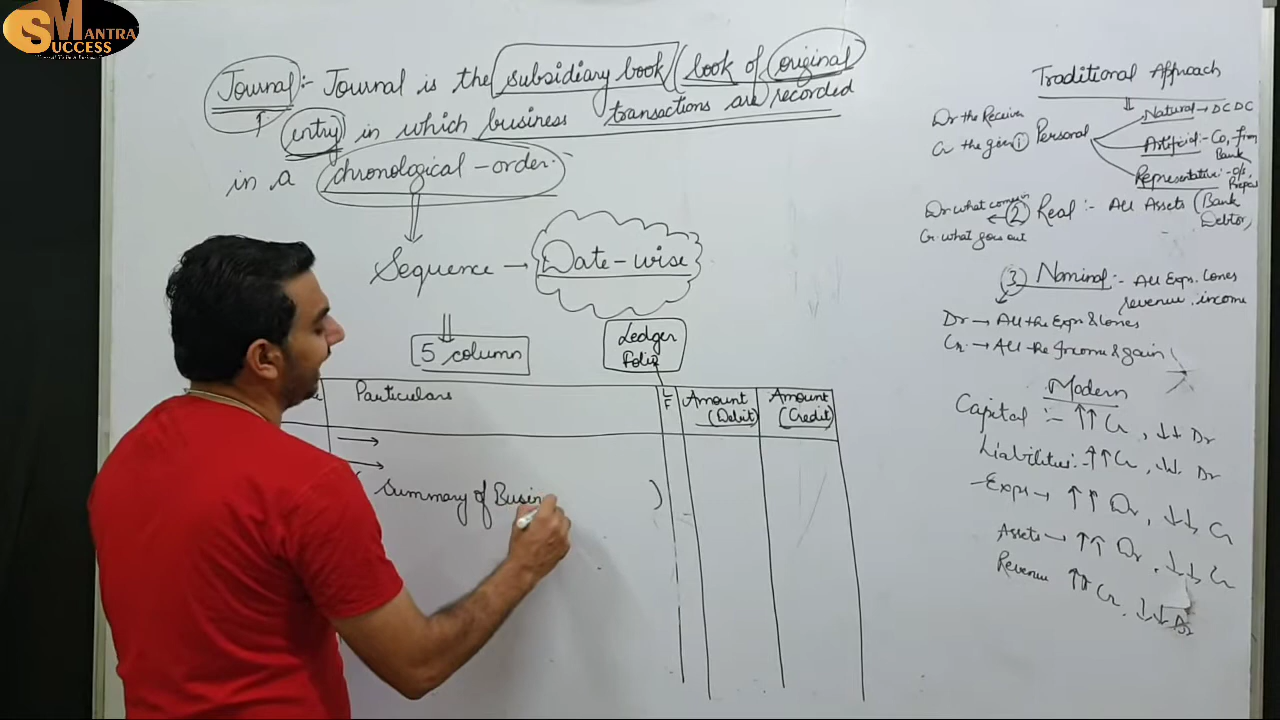 SUCCESS MANTRA
Journal:- Journal is the subsidiary book / (book of original
entry) in which business transactions are recorded
in a chronological-order.
Sequence → Date-wise
5 column
Ledger
Folio
Particulars
L
F
Amount
(Debit)
Amount
(Credit)
( Summary of Busin )
Traditional Approach
Dr the Receiver
Cr the giver
① Personal
Natural → DCDC
Artificial:- Co, firm
Bank
Representative:- o/s,
Prepaid
Dr what comes in
Cr. what goes out
② Real :- All Assets (Bank
Debtor,
③ Nominal:- All Exps. Losses
revenue. income
Dr → All the Exps & losses
Cr → All the Income & gain
Modern
Capital :- ↑↑ Cr, ↓↓ Dr
Liabilities:- ↑↑ Cr, ↓↓ Dr
-Exps → ↑↑ Dr, ↓↓ Cr
Assets → ↑↑ Dr, ↓↓ Cr
Revenue ↑↑ Cr, ↓↓ Dr